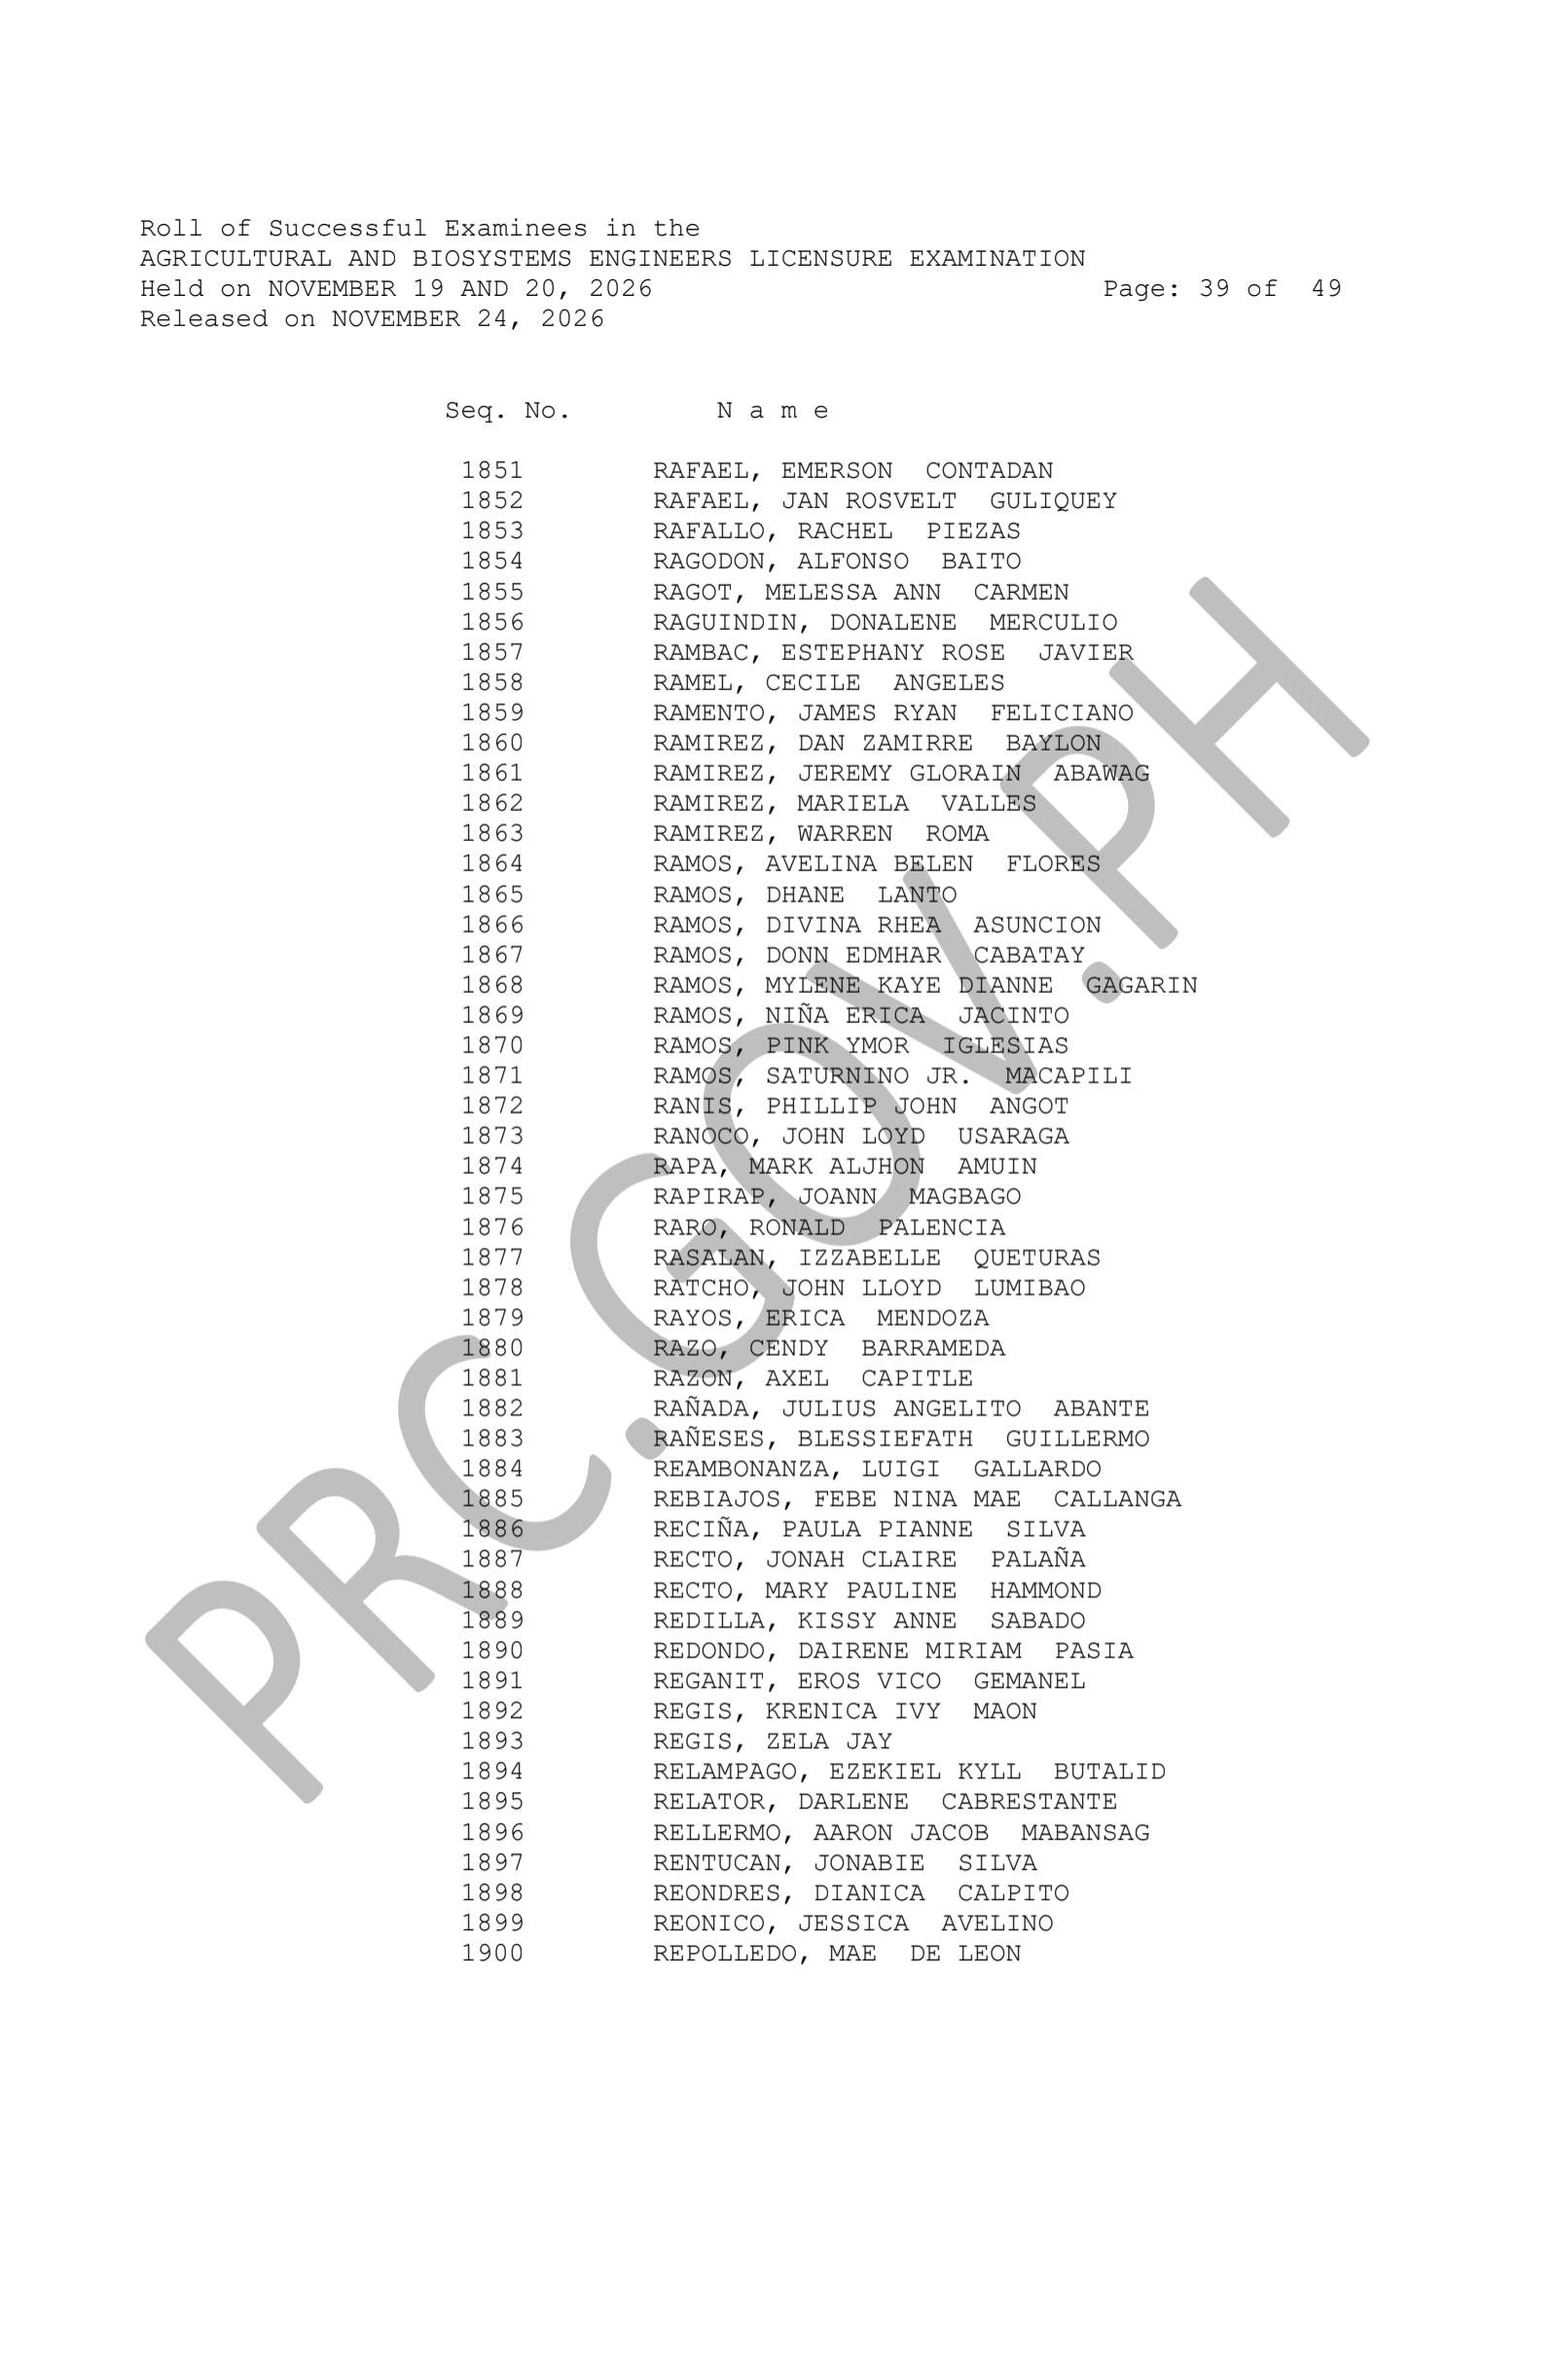 Roll of Successful Examinees in the
AGRICULTURAL AND BIOSYSTEMS ENGINEERS LICENSURE EXAMINATION
Held on NOVEMBER 19 AND 20, 2026 Page: 39 of 49
Released on NOVEMBER 24, 2026
Seq. No. N a m e
1851 RAFAEL, EMERSON CONTADAN
1852 RAFAEL, JAN ROSVELT GULIQUEY
1853 RAFALLO, RACHEL PIEZAS
1854 RAGODON, ALFONSO BAITO
1855 RAGOT, MELESSA ANN CARMEN
1856 RAGUINDIN, DONALENE MERCULIO
1857 RAMBAC, ESTEPHANY ROSE JAVIER
1858 RAMEL, CECILE ANGELES
1859 RAMENTO, JAMES RYAN FELICIANO
1860 RAMIREZ, DAN ZAMIRRE BAYLON
1861 RAMIREZ, JEREMY GLORAIN ABAWAG
1862 RAMIREZ, MARIELA VALLES
1863 RAMIREZ, WARREN ROMA
1864 RAMOS, AVELINA BELEN FLORES
1865 RAMOS, DHANE LANTO
1866 RAMOS, DIVINA RHEA ASUNCION
1867 RAMOS, DONN EDMHAR CABATAY
1868 RAMOS, MYLENE KAYE DIANNE GAGARIN
1869 RAMOS, NIÑA ERICA JACINTO
1870 RAMOS, PINK YMOR IGLESIAS
1871 RAMOS, SATURNINO JR. MACAPILI
1872 RANIS, PHILLIP JOHN ANGOT
1873 RANOCO, JOHN LOYD USARAGA
1874 RAPA, MARK ALJHON AMUIN
1875 RAPIRAP, JOANN MAGBAGO
1876 RARO, RONALD PALENCIA
1877 RASALAN, IZZABELLE QUETURAS
1878 RATCHO, JOHN LLOYD LUMIBAO
1879 RAYOS, ERICA MENDOZA
1880 RAZO, CENDY BARRAMEDA
1881 RAZON, AXEL CAPITLE
1882 RAÑADA, JULIUS ANGELITO ABANTE
1883 RAÑESES, BLESSIEFATH GUILLERMO
1884 REAMBONANZA, LUIGI GALLARDO
1885 REBIAJOS, FEBE NINA MAE CALLANGA
1886 RECIÑA, PAULA PIANNE SILVA
1887 RECTO, JONAH CLAIRE PALAÑA
1888 RECTO, MARY PAULINE HAMMOND
1889 REDILLA, KISSY ANNE SABADO
1890 REDONDO, DAIRENE MIRIAM PASIA
1891 REGANIT, EROS VICO GEMANEL
1892 REGIS, KRENICA IVY MAON
1893 REGIS, ZELA JAY
1894 RELAMPAGO, EZEKIEL KYLL BUTALID
1895 RELATOR, DARLENE CABRESTANTE
1896 RELLERMO, AARON JACOB MABANSAG
1897 RENTUCAN, JONABIE SILVA
1898 REONDRES, DIANICA CALPITO
1899 REONICO, JESSICA AVELINO
1900 REPOLLEDO, MAE DE LEON
PRC.GOV.PH